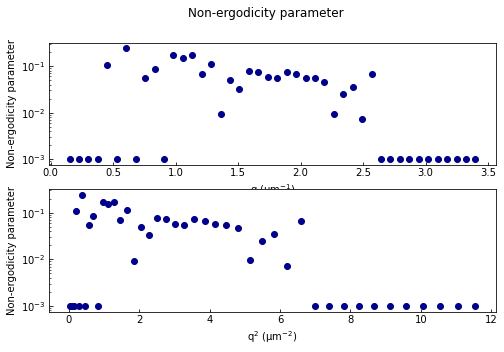 Non-ergodicity parameter
Non-ergodicity parameter
10⁻¹
10⁻²
10⁻³
0.0 0.5 1.0 1.5 2.0 2.5 3.0 3.5
q (μm⁻¹)
Non-ergodicity parameter
10⁻¹
10⁻²
10⁻³
0 2 4 6 8 10 12
q² (μm⁻²)